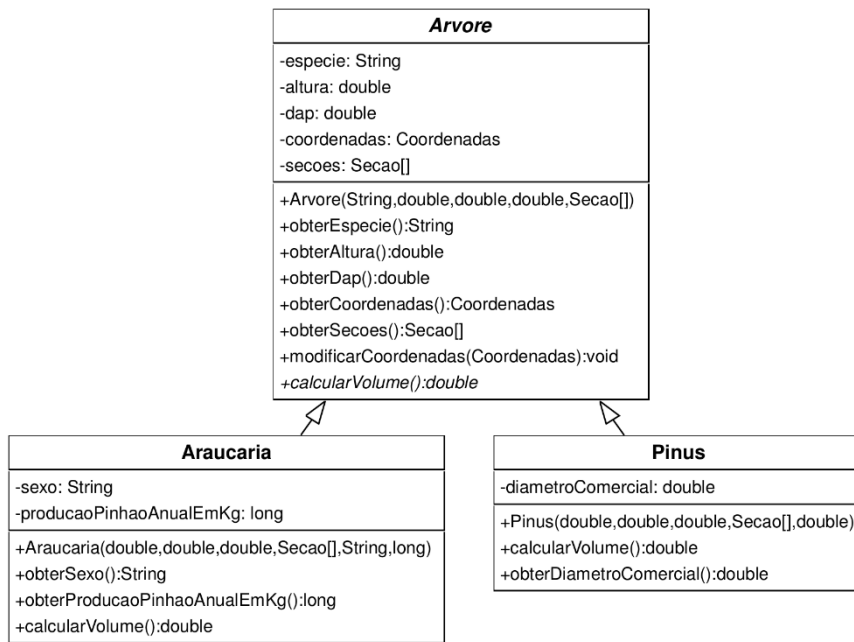 Arvore
-especie: String
-altura: double
-dap: double
-coordenadas: Coordenadas
-secoes: Secao[]
+Arvore(String,double,double,double,Secao[])
+obterEspecie():String
+obterAltura():double
+obterDap():double
+obterCoordenadas():Coordenadas
+obterSecoes():Secao[]
+modificarCoordenadas(Coordenadas):void
+calcularVolume():double
Araucaria
-sexo: String
-producaoPinhaoAnualEmKg: long
+Araucaria(double,double,double,Secao[],String,long)
+obterSexo():String
+obterProducaoPinhaoAnualEmKg():long
+calcularVolume():double
Pinus
-diametroComercial: double
+Pinus(double,double,double,Secao[],double)
+calcularVolume():double
+obterDiametroComercial():double